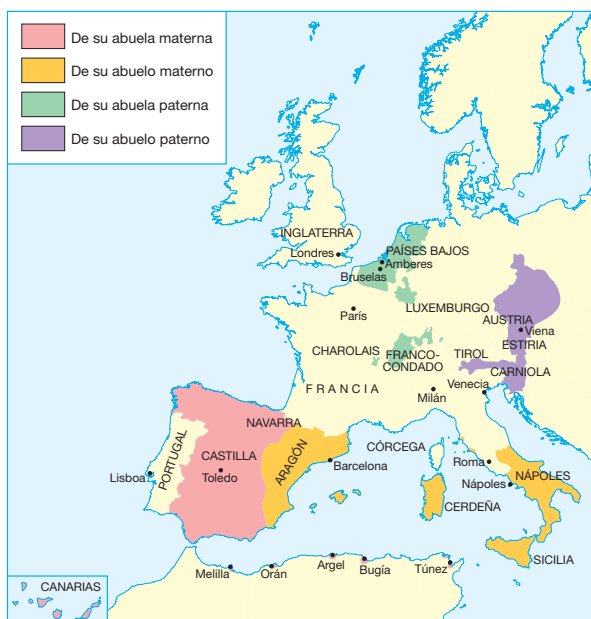 De su abuela materna
De su abuelo materno
De su abuela paterna
De su abuelo paterno
INGLATERRA
Londres
PAÍSES BAJOS
Amberes
Bruselas
LUXEMBURGO
París
AUSTRIA
Viena
ESTIRIA
CHAROLAIS
FRANCO-
CONDADO
TIROL
CARNIOLA
FRANCIA
Milán
Venecia
NAVARRA
PORTUGAL
CASTILLA
ARAGÓN
CÓRCEGA
Lisboa
Toledo
Barcelona
Roma
NÁPOLES
Nápoles
CERDEÑA
SICILIA
Melilla
Orán
Argel
Bugía
Túnez
CANARIAS